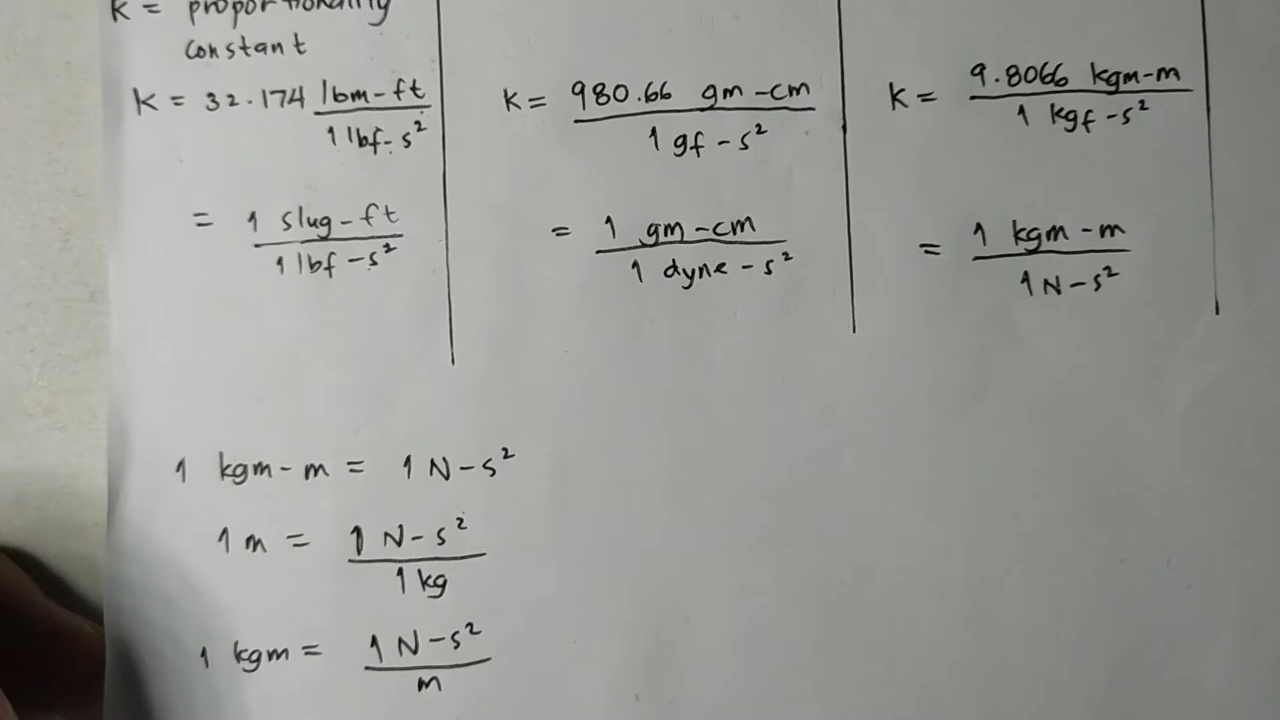 K = proportionality
constant
K = 32.174 lbm-ft / 1 lbf-s²
= 1 slug-ft / 1 lbf-s²
K = 980.66 gm-cm / 1 gf-s²
= 1 gm-cm / 1 dyne-s²
K = 9.8066 kgm-m / 1 kgf-s²
= 1 kgm-m / 1 N-s²
1 kgm-m = 1 N-s²
1 m = 1 N-s² / 1 kg
1 kgm = 1 N-s² / m